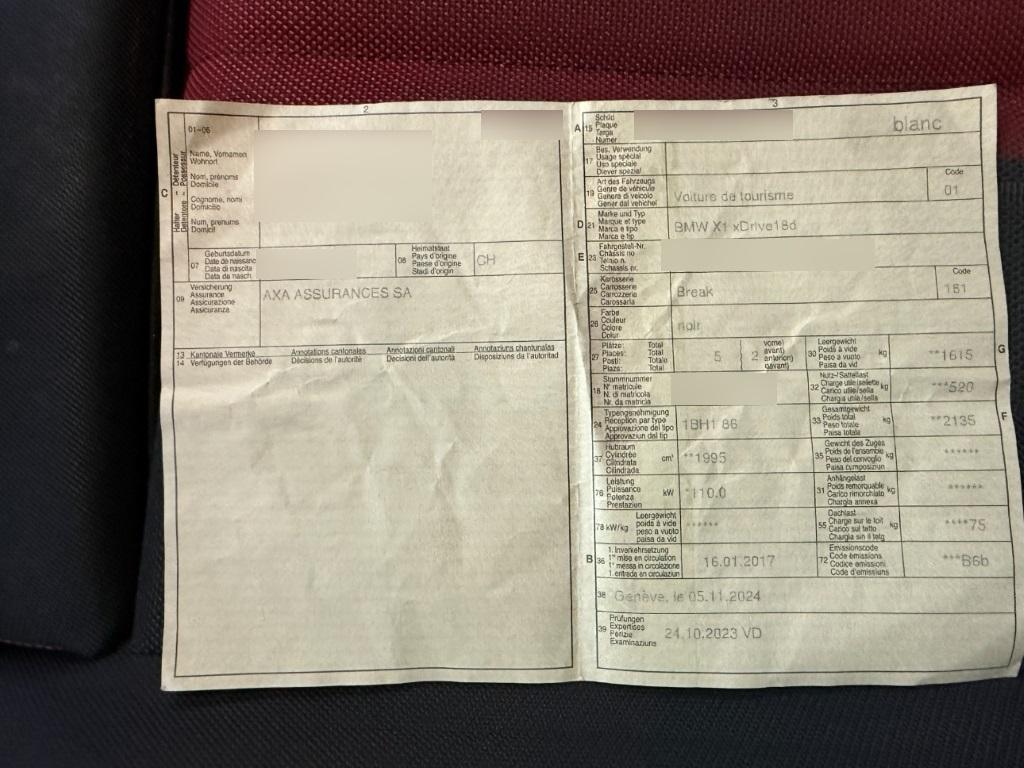 2
01-06
C
Halter
Détenteur
Detentore
Possessur
Name, Vornamen
Wohnort
Nom, prénoms
Domicile
Cognome, nomi
Domicilio
Num, prenums
Domicil
07
Geburtsdatum
Date de naissance
Data di nascita
Data da nasch.
08
Heimatstaat
Pays d'origine
Paese d'origine
Stadi d'origin
CH
09
Versicherung
Assurance
Assicurazione
Assicuranza
AXA ASSURANCES SA
13 Kantonale Vermerke
14 Verfügungen der Behörde
Annotations cantonales
Décisions de l'autorité
Annotazioni cantonali
Decisioni dell'autorità
Annotaziuns chantunalas
Disposiziuns da l'autoritad
3
A 15
Schild
Plaque
Targa
Numer
blanc
17
Bes. Verwendung
Usage spécial
Uso speciale
Diever spezial
19
Art des Fahrzeugs
Genre de véhicule
Genere di veicolo
Gener dal vehichel
Voiture de tourisme
Code
01
D 21
Marke und Typ
Marque et type
Marca e tipo
Marca e tip
BMW X1 xDrive18d
E 23
Fahrgestell-Nr.
Châssis no
Telaio n.
Schassis nr.
25
Karosserie
Carrosserie
Carrozzeria
Carossaria
Break
Code
151
26
Farbe
Couleur
Colore
Colur
noir
27
Plätze: Total
Places: Total
Posti: Totale
Plazs: Total
5
2
vorne)
avant)
anteriori)
davant)
30
Leergewicht
Poids à vide
Peso a vuoto
Paisa da vid
kg
**1615
G
18
Stammnummer
N° matricule
N. di matricola
Nr. da matricla
32
Nutz-/Sattellast
Charge utile/sellette
Carico utile/sella
Chargia utila/sella
kg
***520
24
Typengenehmigung
Réception par type
Approvazione del tipo
Approvaziun del tip
1BH1 86
33
Gesamtgewicht
Poids total
Peso totale
Paisa totala
kg
**2135
F
37
Hubraum
Cylindrée
Cilindrata
Cilindrada
cm³
**1995
35
Gewicht des Zuges
Poids de l'ensemble
Peso del convoglio
Paisa cumposiziun
kg
******
76
Leistung
Puissance
Potenza
Prestaziun
kW
*110.0
31
Anhängelast
Poids remorquable
Carico rimorchiato
Chargia annexa
kg
******
78 kW/kg
Leergewicht
poids à vide
peso a vuoto
paisa da vid
******
55
Dachlast
Charge sur le toit
Carico sul tetto
Chargia sin il tetg
kg
****75
B 36
1. Inverkehrsetzung
1re mise en circulation
1a messa in circolazione
1. entrada en circulaziun
16.01.2017
72
Emissionscode
Code émissions
Codice emissioni
Code d'emissiuns
***B6b
38 Genève, le 05.11.2024
39
Prüfungen
Expertises
Perizie
Examinaziuns
24.10.2023 VD